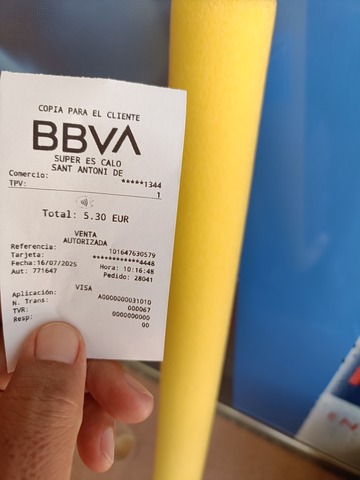 COPIA PARA EL CLIENTE
BBVA
SUPER ES CALO
SANT ANTONI DE
Comercio: *****1344
TPV: 1
Total: 5.30 EUR
VENTA
AUTORIZADA
Referencia: 101647630579
Tarjeta: ************4448
Fecha:16/07/2025 Hora: 10:16:48
Aut: 771647 Pedido: 28041
VISA
Aplicación: A0000000031010
N. Trans: 000067
TVR: 0000000000
Resp: 00